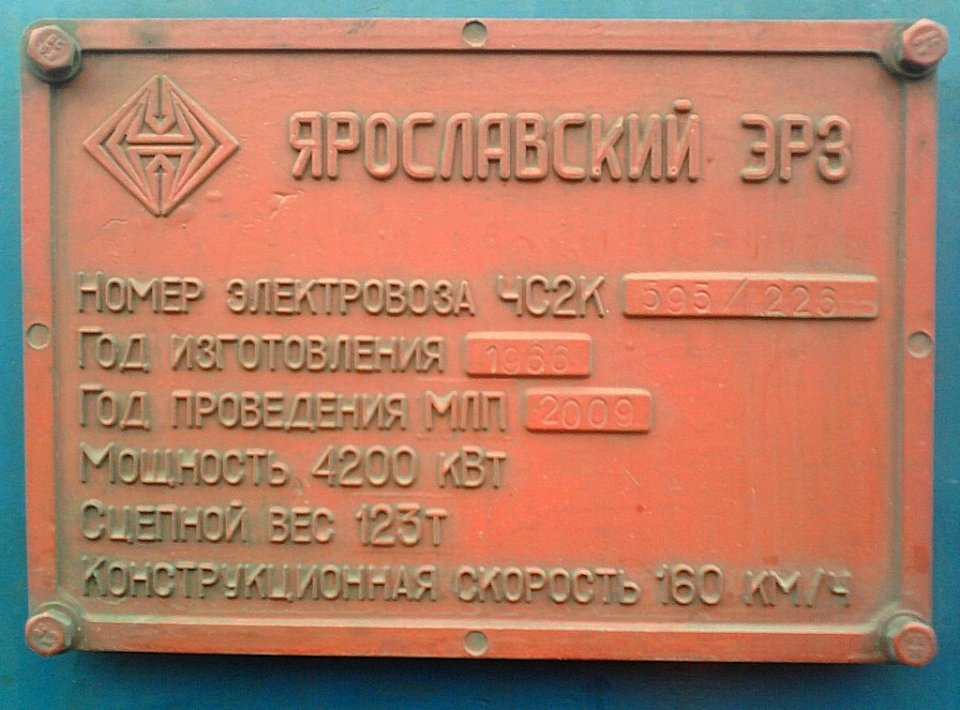 ЯРОСЛАВСКИЙ ЭРЗ
НОМЕР ЭЛЕКТРОВОЗА ЧС2К 595/226
ГОД ИЗГОТОВЛЕНИЯ 1966
ГОД ПРОВЕДЕНИЯ МЛП 2009
МОЩНОСТЬ 4200 КВТ
СЦЕПНОЙ ВЕС 123Т
КОНСТРУКЦИОННАЯ СКОРОСТЬ 160 КМ/Ч